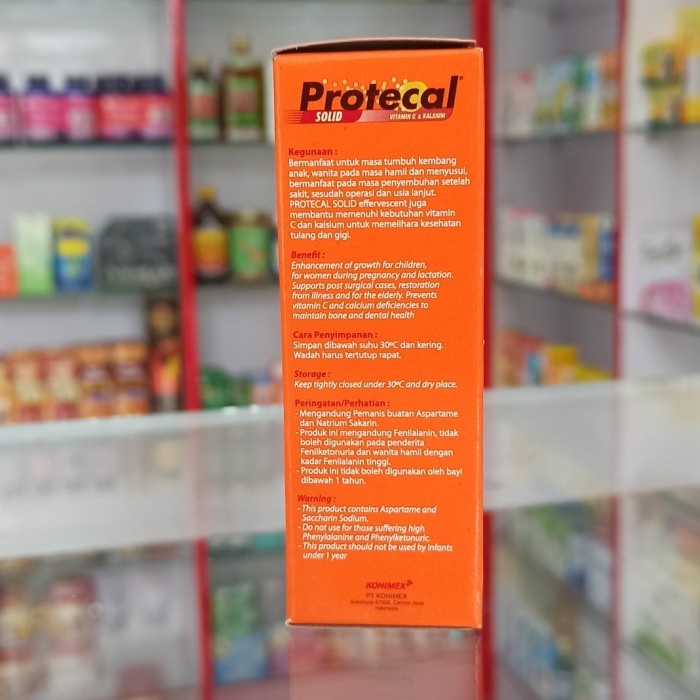 Protecal
SOLID VITAMIN C & KALSIUM
Kegunaan :
Bermanfaat untuk masa tumbuh kembang
anak, wanita pada masa hamil dan menyusui,
bermanfaat pada masa penyembuhan setelah
sakit, sesudah operasi dan usia lanjut.
PROTECAL SOLID effervescent juga
membantu memenuhi kebutuhan vitamin
C dan kalsium untuk memelihara kesehatan
tulang dan gigi.
Benefit :
Enhancement of growth for children,
for women during pregnancy and lactation.
Supports post surgical cases, restoration
from illness and for the elderly. Prevents
vitamin C and calcium deficiencies to
maintain bone and dental health
Cara Penyimpanan :
Simpan dibawah suhu 30°C dan kering.
Wadah harus tertutup rapat.
Storage :
Keep tightly closed under 30°C and dry place.
Peringatan/Perhatian :
- Mengandung Pemanis buatan Aspartame
dan Natrium Sakarin.
- Produk ini mengandung Fenilalanin, tidak
boleh digunakan pada penderita
Fenilketonuria dan wanita hamil dengan
kadar Fenilalanin tinggi.
- Produk ini tidak boleh digunakan oleh bayi
dibawah 1 tahun.
Warning :
- This product contains Aspartame and
Saccharin Sodium.
- Do not use for those suffering high
Phenylalanine and Phenylketonuric.
- This product should not be used by infants
under 1 year
KONIMEX
PT KONIMEX